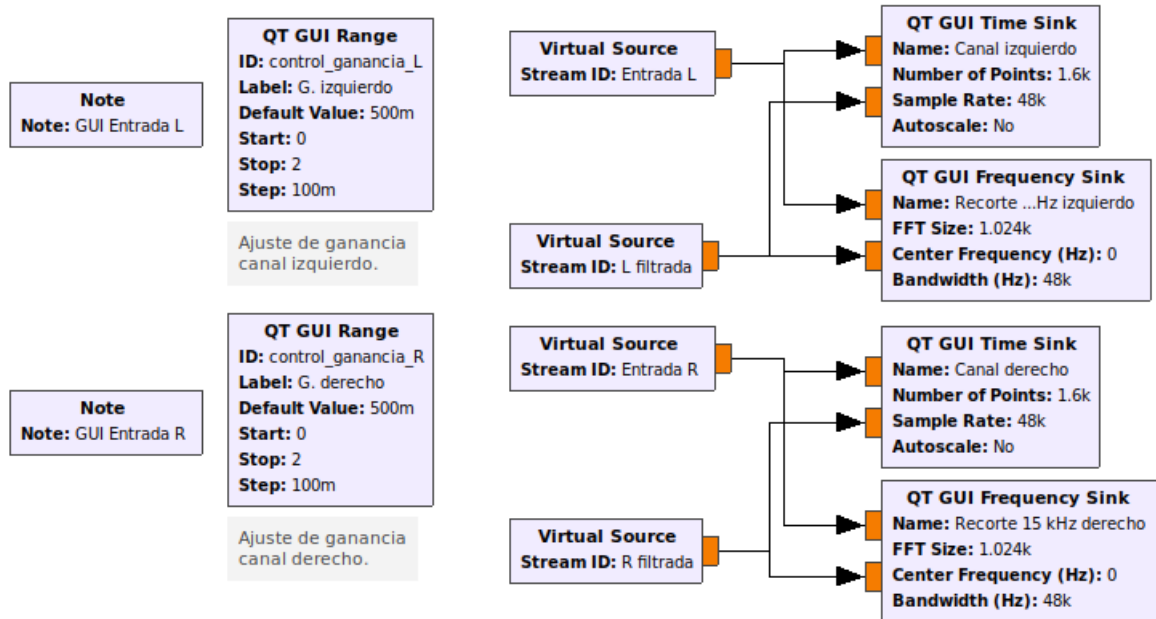 Note
Note: GUI Entrada L
QT GUI Range
ID: control_ganancia_L
Label: G. izquierdo
Default Value: 500m
Start: 0
Stop: 2
Step: 100m
Ajuste de ganancia
canal izquierdo.
Virtual Source
Stream ID: Entrada L
Virtual Source
Stream ID: L filtrada
QT GUI Time Sink
Name: Canal izquierdo
Number of Points: 1.6k
Sample Rate: 48k
Autoscale: No
QT GUI Frequency Sink
Name: Recorte ...Hz izquierdo
FFT Size: 1.024k
Center Frequency (Hz): 0
Bandwidth (Hz): 48k
Note
Note: GUI Entrada R
QT GUI Range
ID: control_ganancia_R
Label: G. derecho
Default Value: 500m
Start: 0
Stop: 2
Step: 100m
Ajuste de ganancia
canal derecho.
Virtual Source
Stream ID: Entrada R
Virtual Source
Stream ID: R filtrada
QT GUI Time Sink
Name: Canal derecho
Number of Points: 1.6k
Sample Rate: 48k
Autoscale: No
QT GUI Frequency Sink
Name: Recorte 15 kHz derecho
FFT Size: 1.024k
Center Frequency (Hz): 0
Bandwidth (Hz): 48k